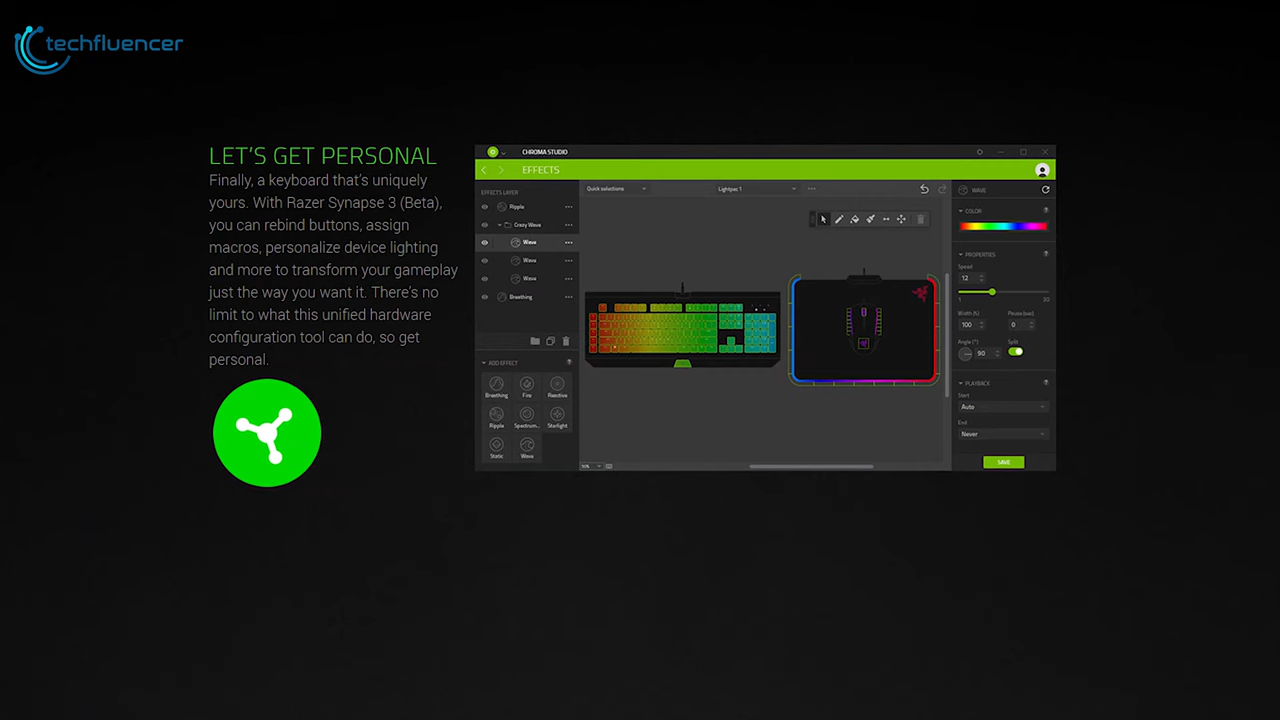 techfluencer
LET'S GET PERSONAL
Finally, a keyboard that's uniquely
yours. With Razer Synapse 3 (Beta),
you can rebind buttons, assign
macros, personalize device lighting
and more to transform your gameplay
just the way you want it. There's no
limit to what this unified hardware
configuration tool can do, so get
personal.
CHROMA STUDIO
EFFECTS
EFFECTS LAYER
Ripple
Crazy Wave
Wave
Wave
Wave
Breathing
ADD EFFECT
Breathing Fire Reactive
Ripple Spectrum... Starlight
Static Wave
Quick selections
Lightpac 1
WAVE
COLOR
PROPERTIES
Speed
12
1 30
Width (%) Pause (sec)
100 0
Angle (°) Split
90
PLAYBACK
Start
Auto
End
Never
SAVE